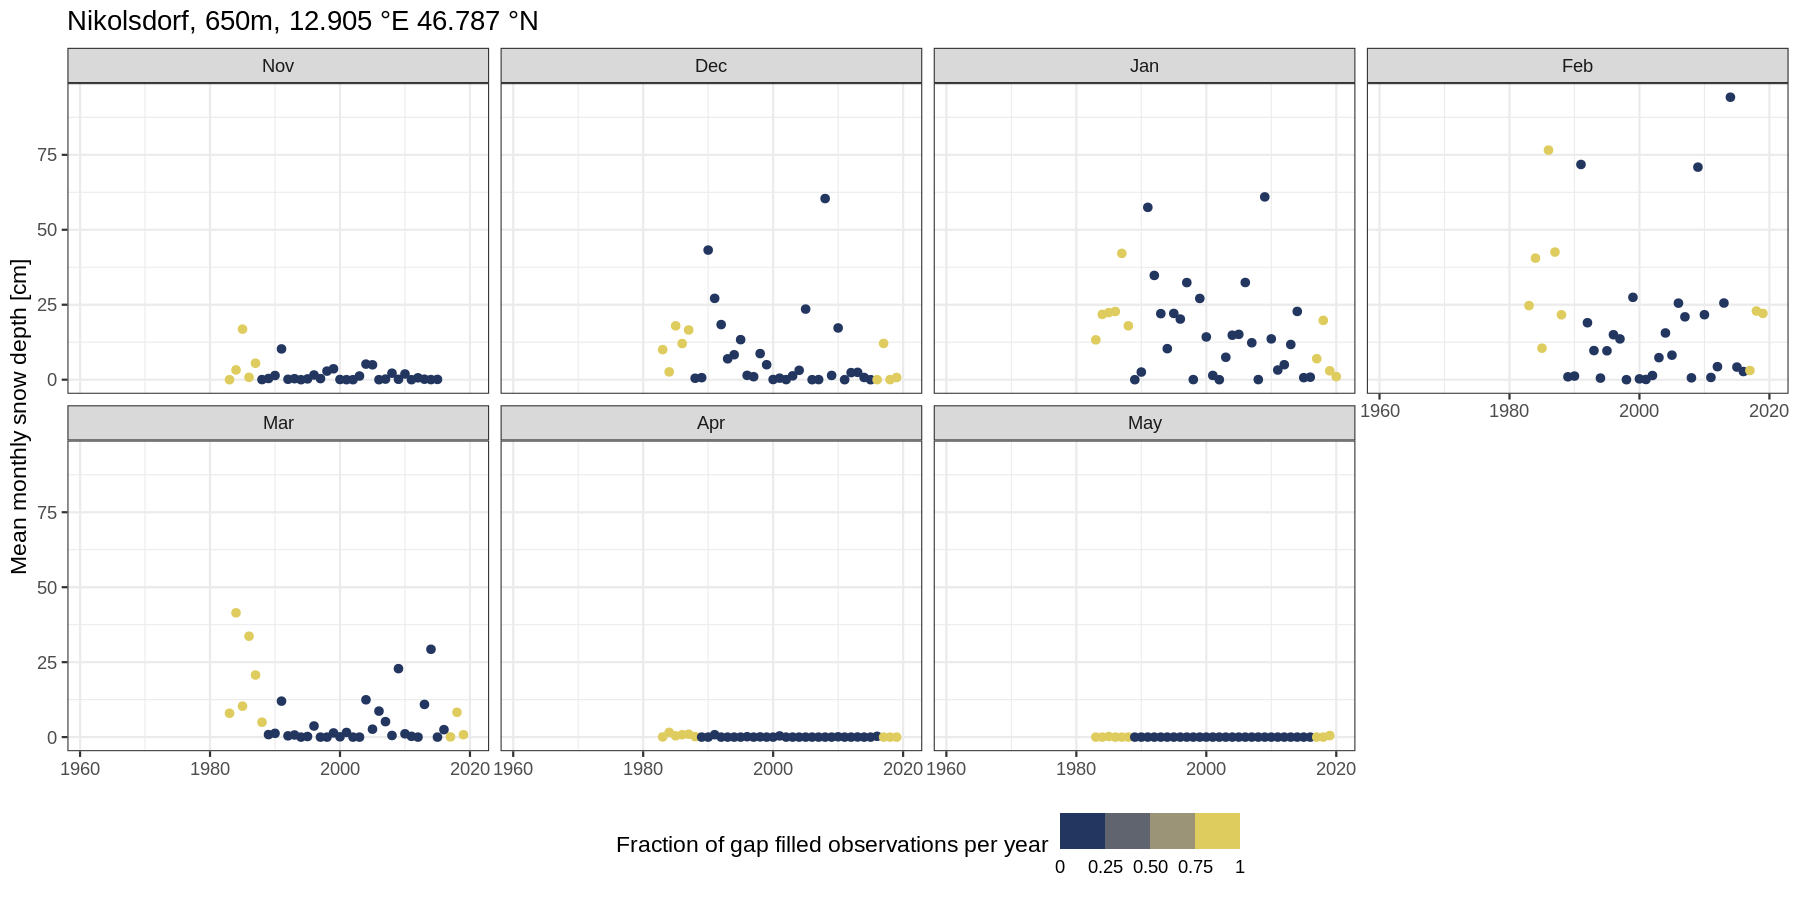 Nikolsdorf, 650m, 12.905 °E 46.787 °N
Nov
Dec
Jan
Feb
75
50
25
0
1960 1980 2000 2020
Mean monthly snow depth [cm]
Mar
Apr
May
75
50
25
0
1960 1980 2000 2020
1960 1980 2000 2020
1960 1980 2000 2020
Fraction of gap filled observations per year
0 0.25 0.50 0.75 1